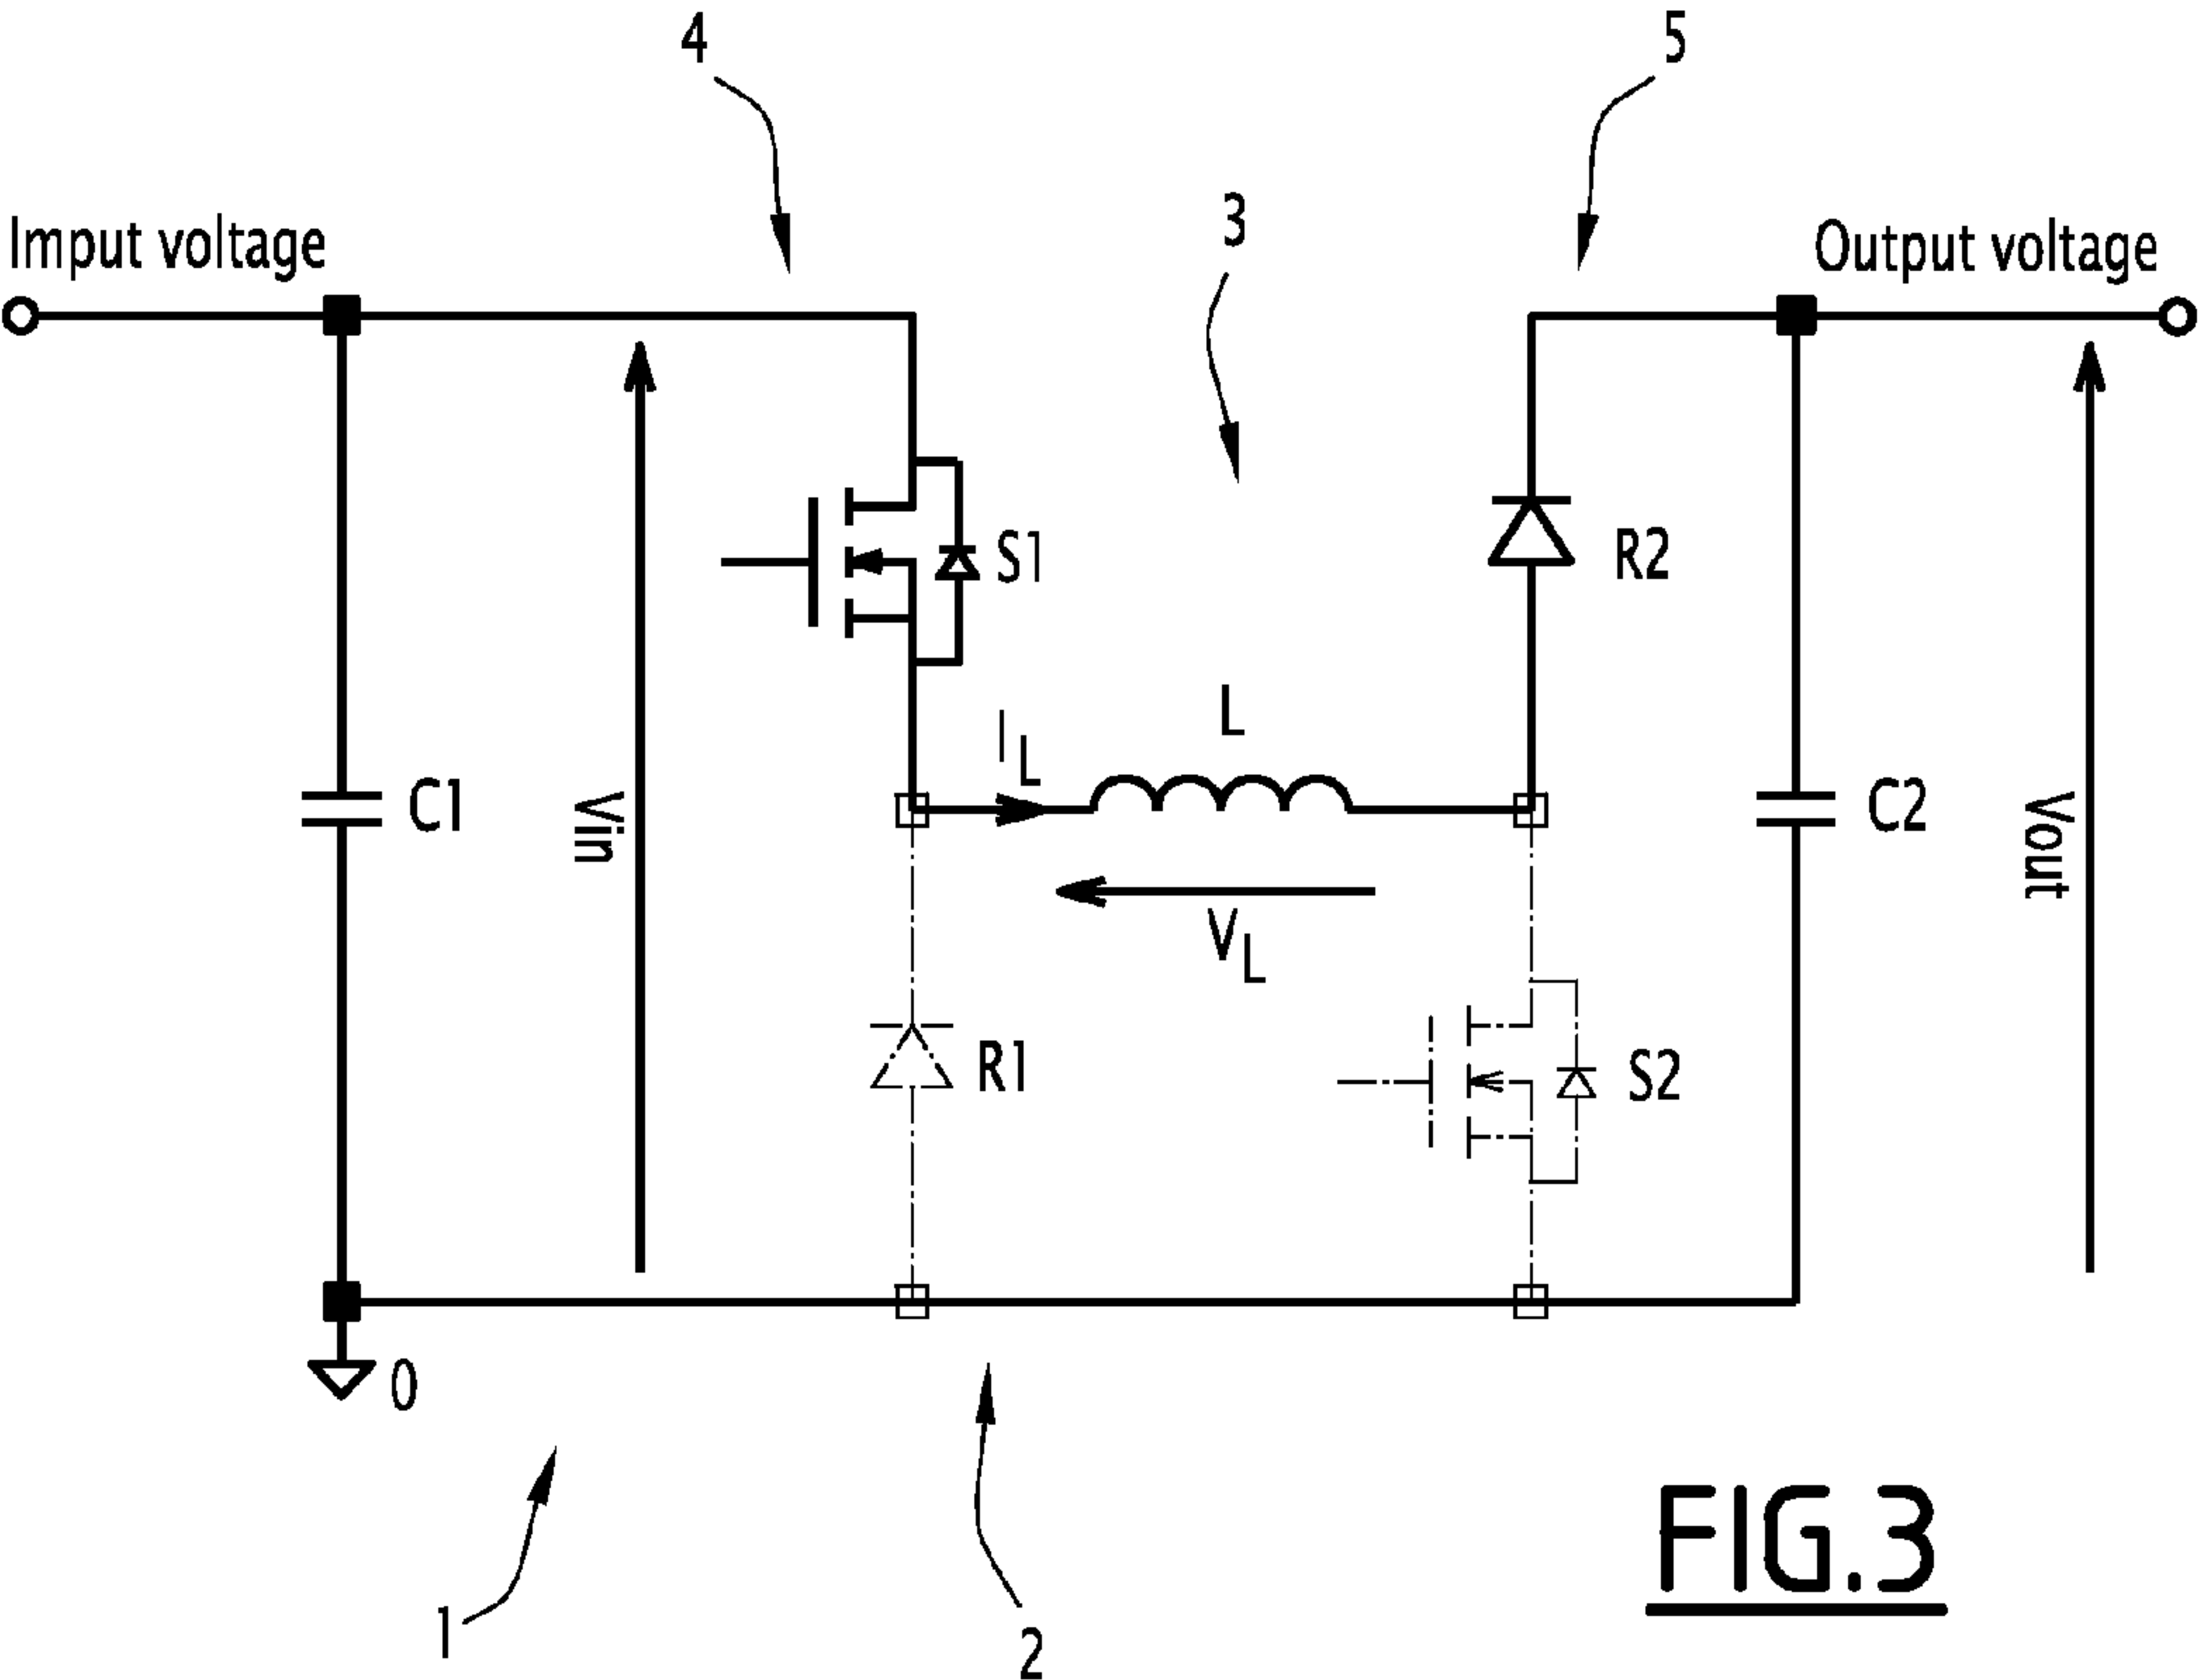 4
5
3
Imput voltage
Output voltage
S1
R2
L
IL
C1
Vin
C2
Vout
VL
R1
S2
0
1
2
FIG.3